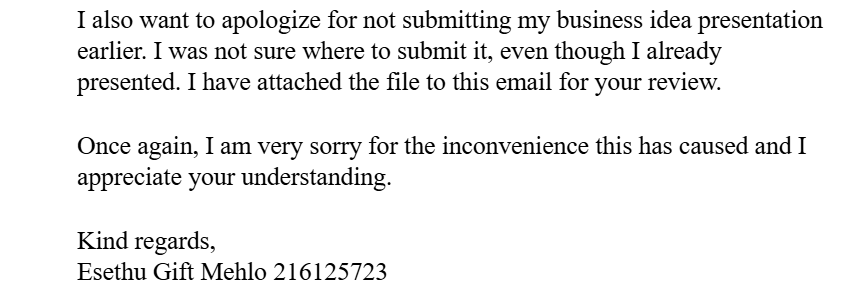 I also want to apologize for not submitting my business idea presentation
earlier. I was not sure where to submit it, even though I already
presented. I have attached the file to this email for your review.
Once again, I am very sorry for the inconvenience this has caused and I
appreciate your understanding.
Kind regards,
Esethu Gift Mehlo 216125723